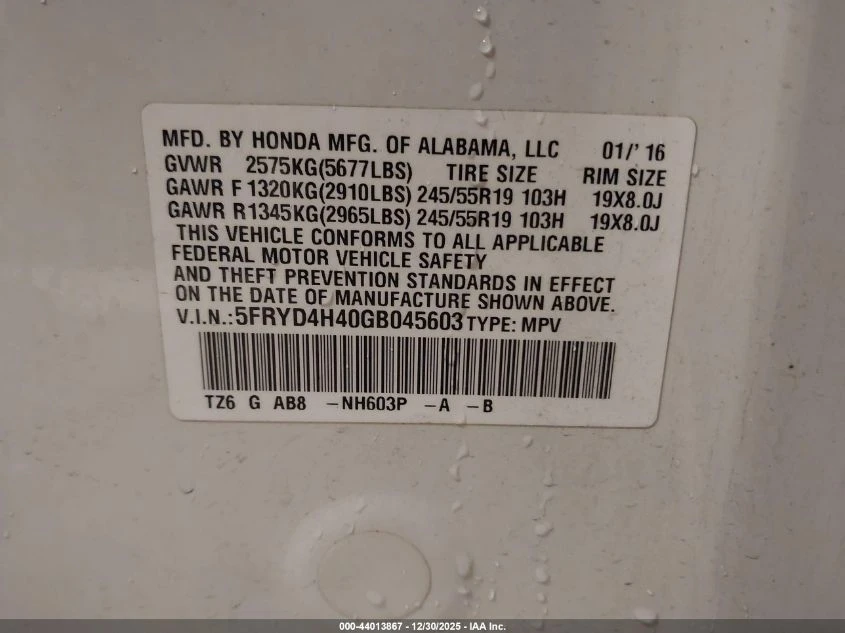 MFD. BY HONDA MFG. OF ALABAMA, LLC 01/' 16
GVWR 2575KG(5677LBS) TIRE SIZE RIM SIZE
GAWR F 1320KG(2910LBS) 245/55R19 103H 19X8.0J
GAWR R1345KG(2965LBS) 245/55R19 103H 19X8.0J
THIS VEHICLE CONFORMS TO ALL APPLICABLE
FEDERAL MOTOR VEHICLE SAFETY
AND THEFT PREVENTION STANDARDS IN EFFECT
ON THE DATE OF MANUFACTURE SHOWN ABOVE.
V.I.N.:5FRYD4H40GB045603 TYPE: MPV
TZ6 G AB8 -NH603P -A -B
000-44013867 - 12/30/2025 - IAA Inc.